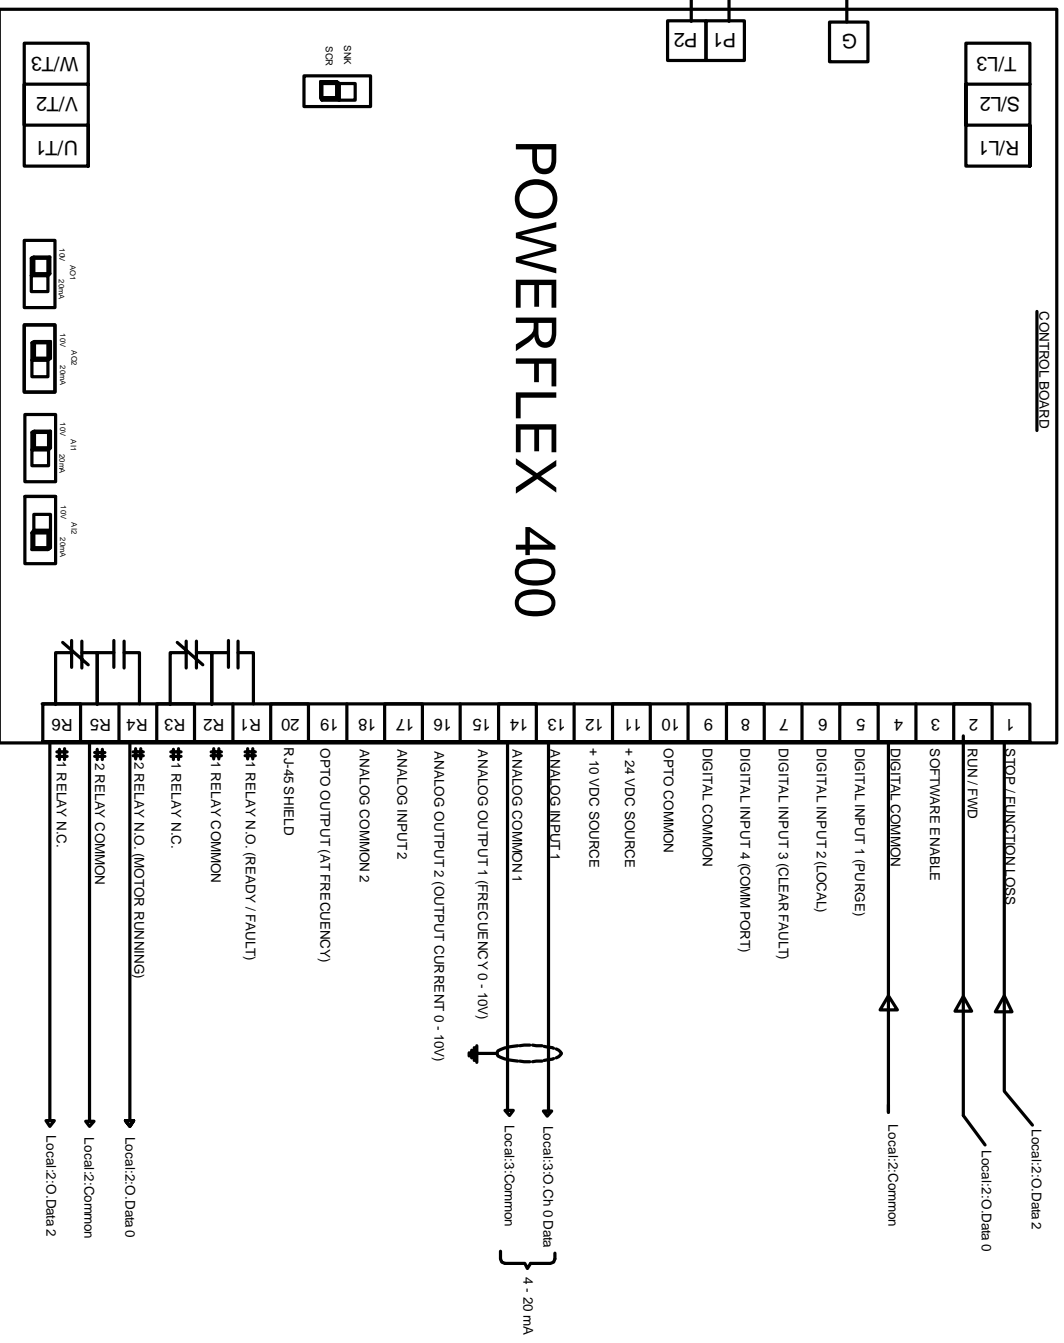 CONTROL BOARD
POWERFLEX 400
R/L1
S/L2
T/L3
G
P1
P2
U/T1
V/T2
W/T3
SNK
SCR
AO1
10V 20mA
AO2
10V 20mA
AI1
10V 20mA
AI2
10V 20mA
1 STOP / FUNCTION LOSS Local:2:O.Data 2
2 RUN / FWD Local:2:O.Data 0
3 SOFTWARE ENABLE
4 DIGITAL COMMON Local:2:Common
5 DIGITAL INPUT 1 (PURGE)
6 DIGITAL INPUT 2 (LOCAL)
7 DIGITAL INPUT 3 (CLEAR FAULT)
8 DIGITAL INPUT 4 (COMM PORT)
9 DIGITAL COMMON
10 OPTO COMMON
11 + 24 VDC SOURCE
12 + 10 VDC SOURCE
13 ANALOG INPUT 1 Local:3:O.Ch 0 Data
14 ANALOG COMMON 1 Local:3:Common
4 - 20 mA
15 ANALOG OUTPUT 1 (FRECUENCY 0 - 10V)
16 ANALOG OUTPUT 2 (OUTPUT CURRENT 0 - 10V)
17 ANALOG INPUT 2
18 ANALOG COMMON 2
19 OPTO OUTPUT (AT FRECUENCY)
20 RJ-45 SHIELD
R1 #1 RELAY N.O. (READY / FAULT)
R2 #1 RELAY COMMON
R3 #1 RELAY N.C.
R4 #2 RELAY N.O. (MOTOR RUNNING) Local:2:O.Data 0
R5 #2 RELAY COMMON Local:2:Common
R6 #1 RELAY N.C. Local:2:O.Data 2